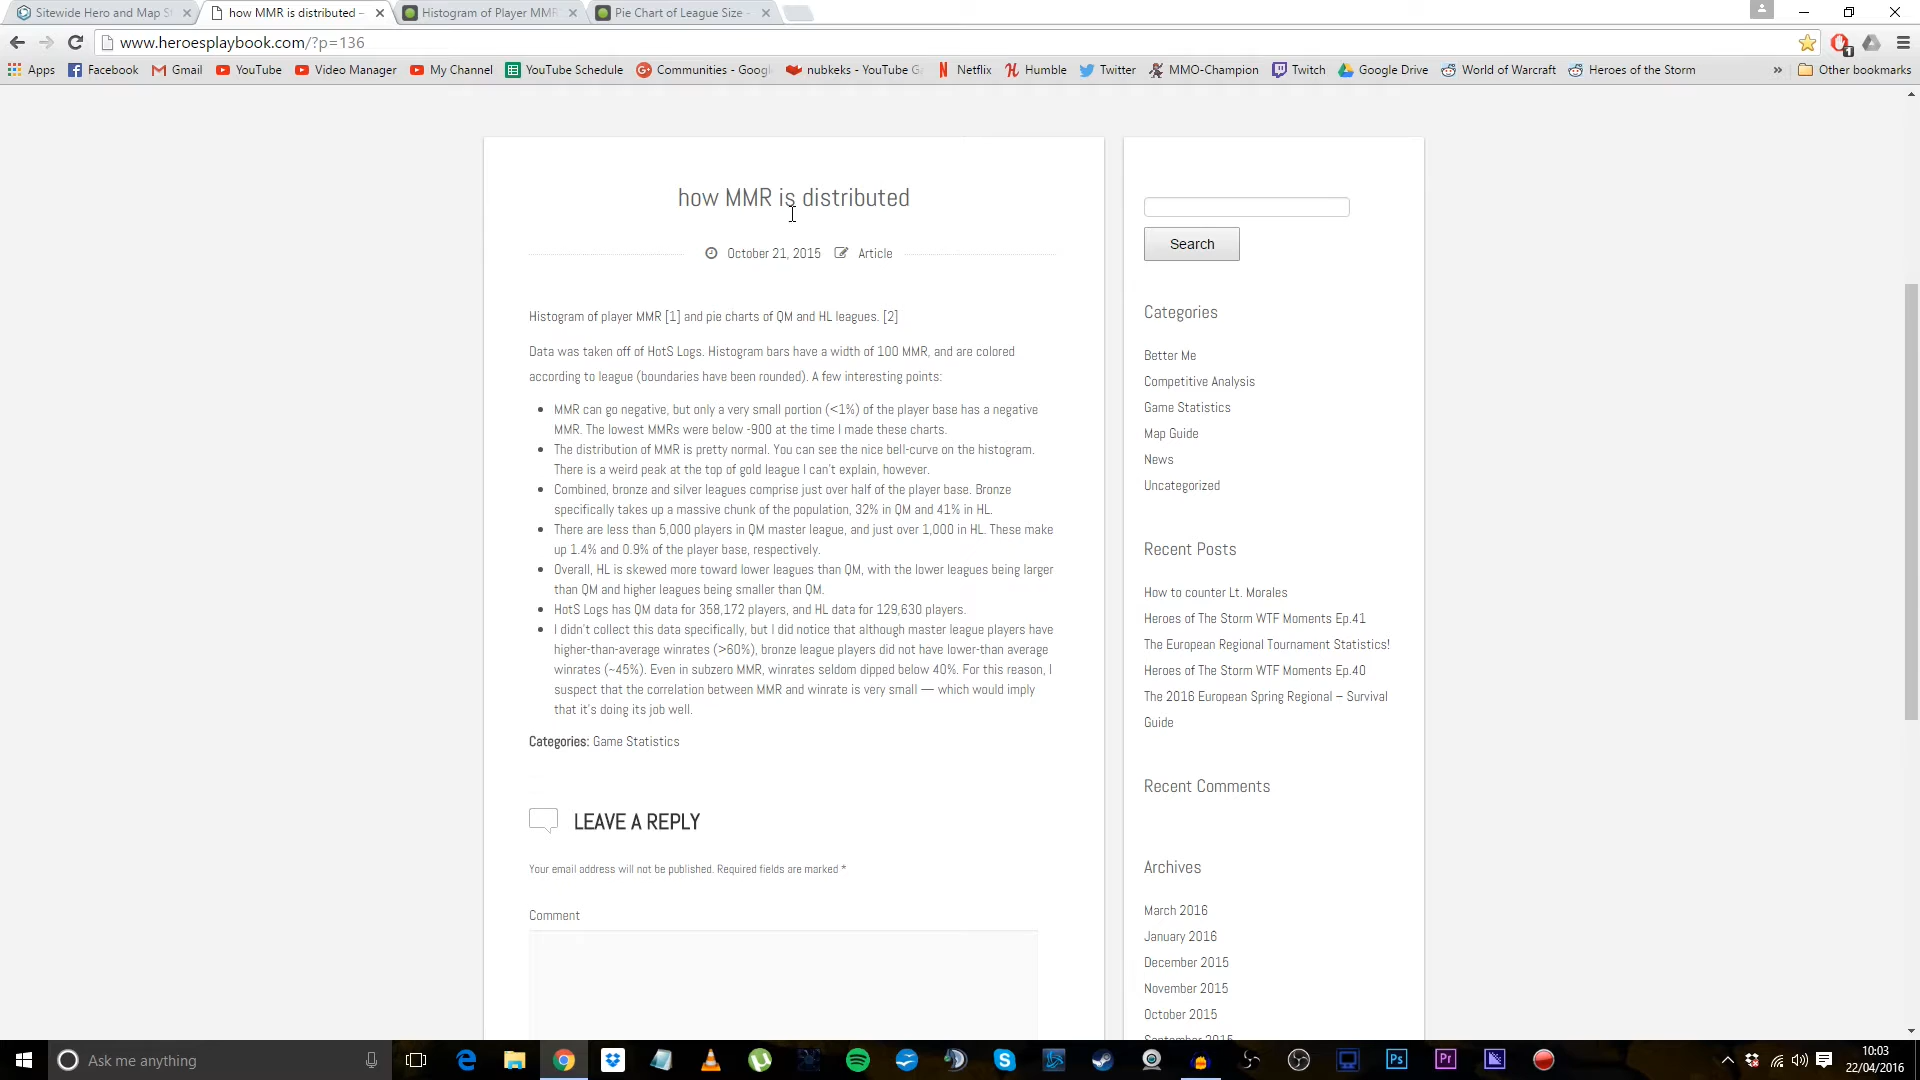 Sitewide Hero and Map St
how MMR is distributed –
Histogram of Player MMR
Pie Chart of League Size -
www.heroesplaybook.com/?p=136
Apps
Facebook
Gmail
YouTube
Video Manager
My Channel
YouTube Schedule
Communities - Googl
nubkeks - YouTube G
Netflix
Humble
Twitter
MMO-Champion
Twitch
Google Drive
World of Warcraft
Heroes of the Storm
»
Other bookmarks
how MMR is distributed
October 21, 2015 Article
Histogram of player MMR [1] and pie charts of QM and HL leagues. [2]
Data was taken off of HotS Logs. Histogram bars have a width of 100 MMR, and are colored
according to league (boundaries have been rounded). A few interesting points:
• MMR can go negative, but only a very small portion (<1%) of the player base has a negative
MMR. The lowest MMRs were below -900 at the time I made these charts.
• The distribution of MMR is pretty normal. You can see the nice bell-curve on the histogram.
There is a weird peak at the top of gold league I can't explain, however.
• Combined, bronze and silver leagues comprise just over half of the player base. Bronze
specifically takes up a massive chunk of the population, 32% in QM and 41% in HL.
• There are less than 5,000 players in QM master league, and just over 1,000 in HL. These make
up 1.4% and 0.9% of the player base, respectively.
• Overall, HL is skewed more toward lower leagues than QM, with the lower leagues being larger
than QM and higher leagues being smaller than QM.
• HotS Logs has QM data for 358,172 players, and HL data for 129,630 players.
• I didn't collect this data specifically, but I did notice that although master league players have
higher-than-average winrates (>60%), bronze league players did not have lower-than average
winrates (~45%). Even in subzero MMR, winrates seldom dipped below 40%. For this reason, I
suspect that the correlation between MMR and winrate is very small — which would imply
that it's doing its job well.
Categories: Game Statistics
LEAVE A REPLY
Your email address will not be published. Required fields are marked *
Comment
Search
Categories
Better Me
Competitive Analysis
Game Statistics
Map Guide
News
Uncategorized
Recent Posts
How to counter Lt. Morales
Heroes of The Storm WTF Moments Ep.41
The European Regional Tournament Statistics!
Heroes of The Storm WTF Moments Ep.40
The 2016 European Spring Regional – Survival
Guide
Recent Comments
Archives
March 2016
January 2016
December 2015
November 2015
October 2015
September 2015
Ask me anything
Ps
Pr
10:03
22/04/2016